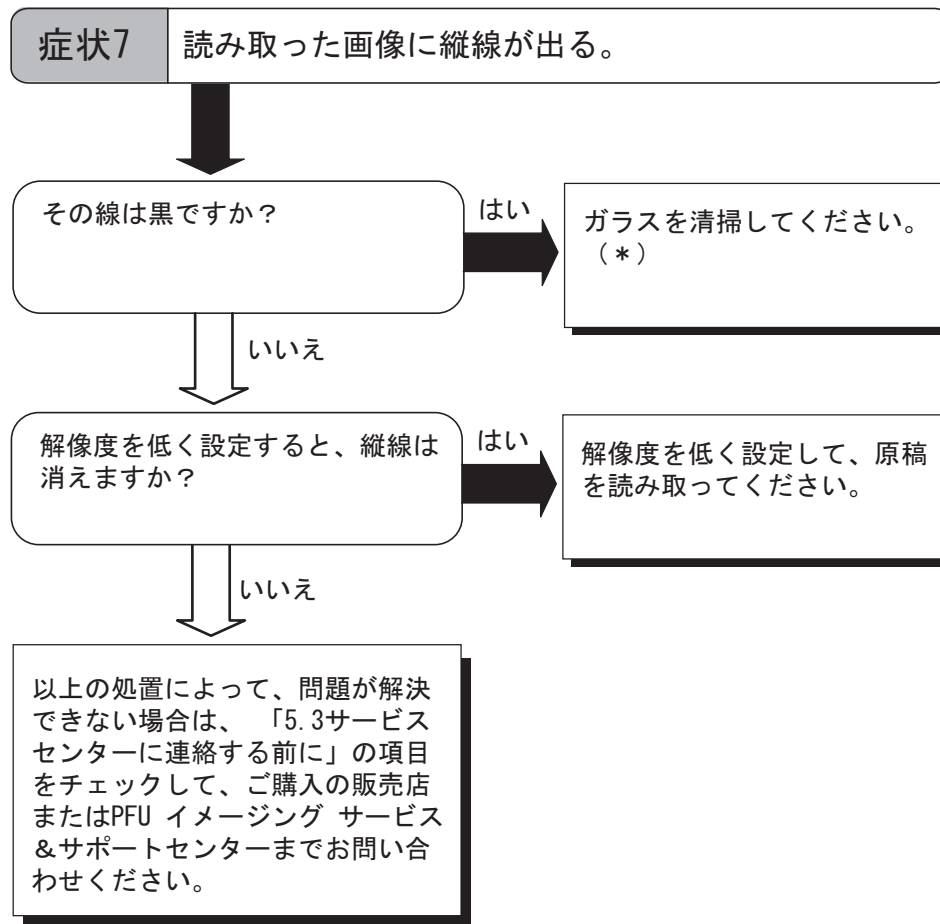 症状7
読み取った画像に縦線が出る。
その線は黒ですか？
はい
ガラスを清掃してください。
（＊）
いいえ
解像度を低く設定すると、縦線は
消えますか？
はい
解像度を低く設定して、原稿
を読み取ってください。
いいえ
以上の処置によって、問題が解決
できない場合は、 「5.3サービス
センターに連絡する前に」の項目
をチェックして、ご購入の販売店
またはPFU イメージング サービス
＆サポートセンターまでお問い合
わせください。